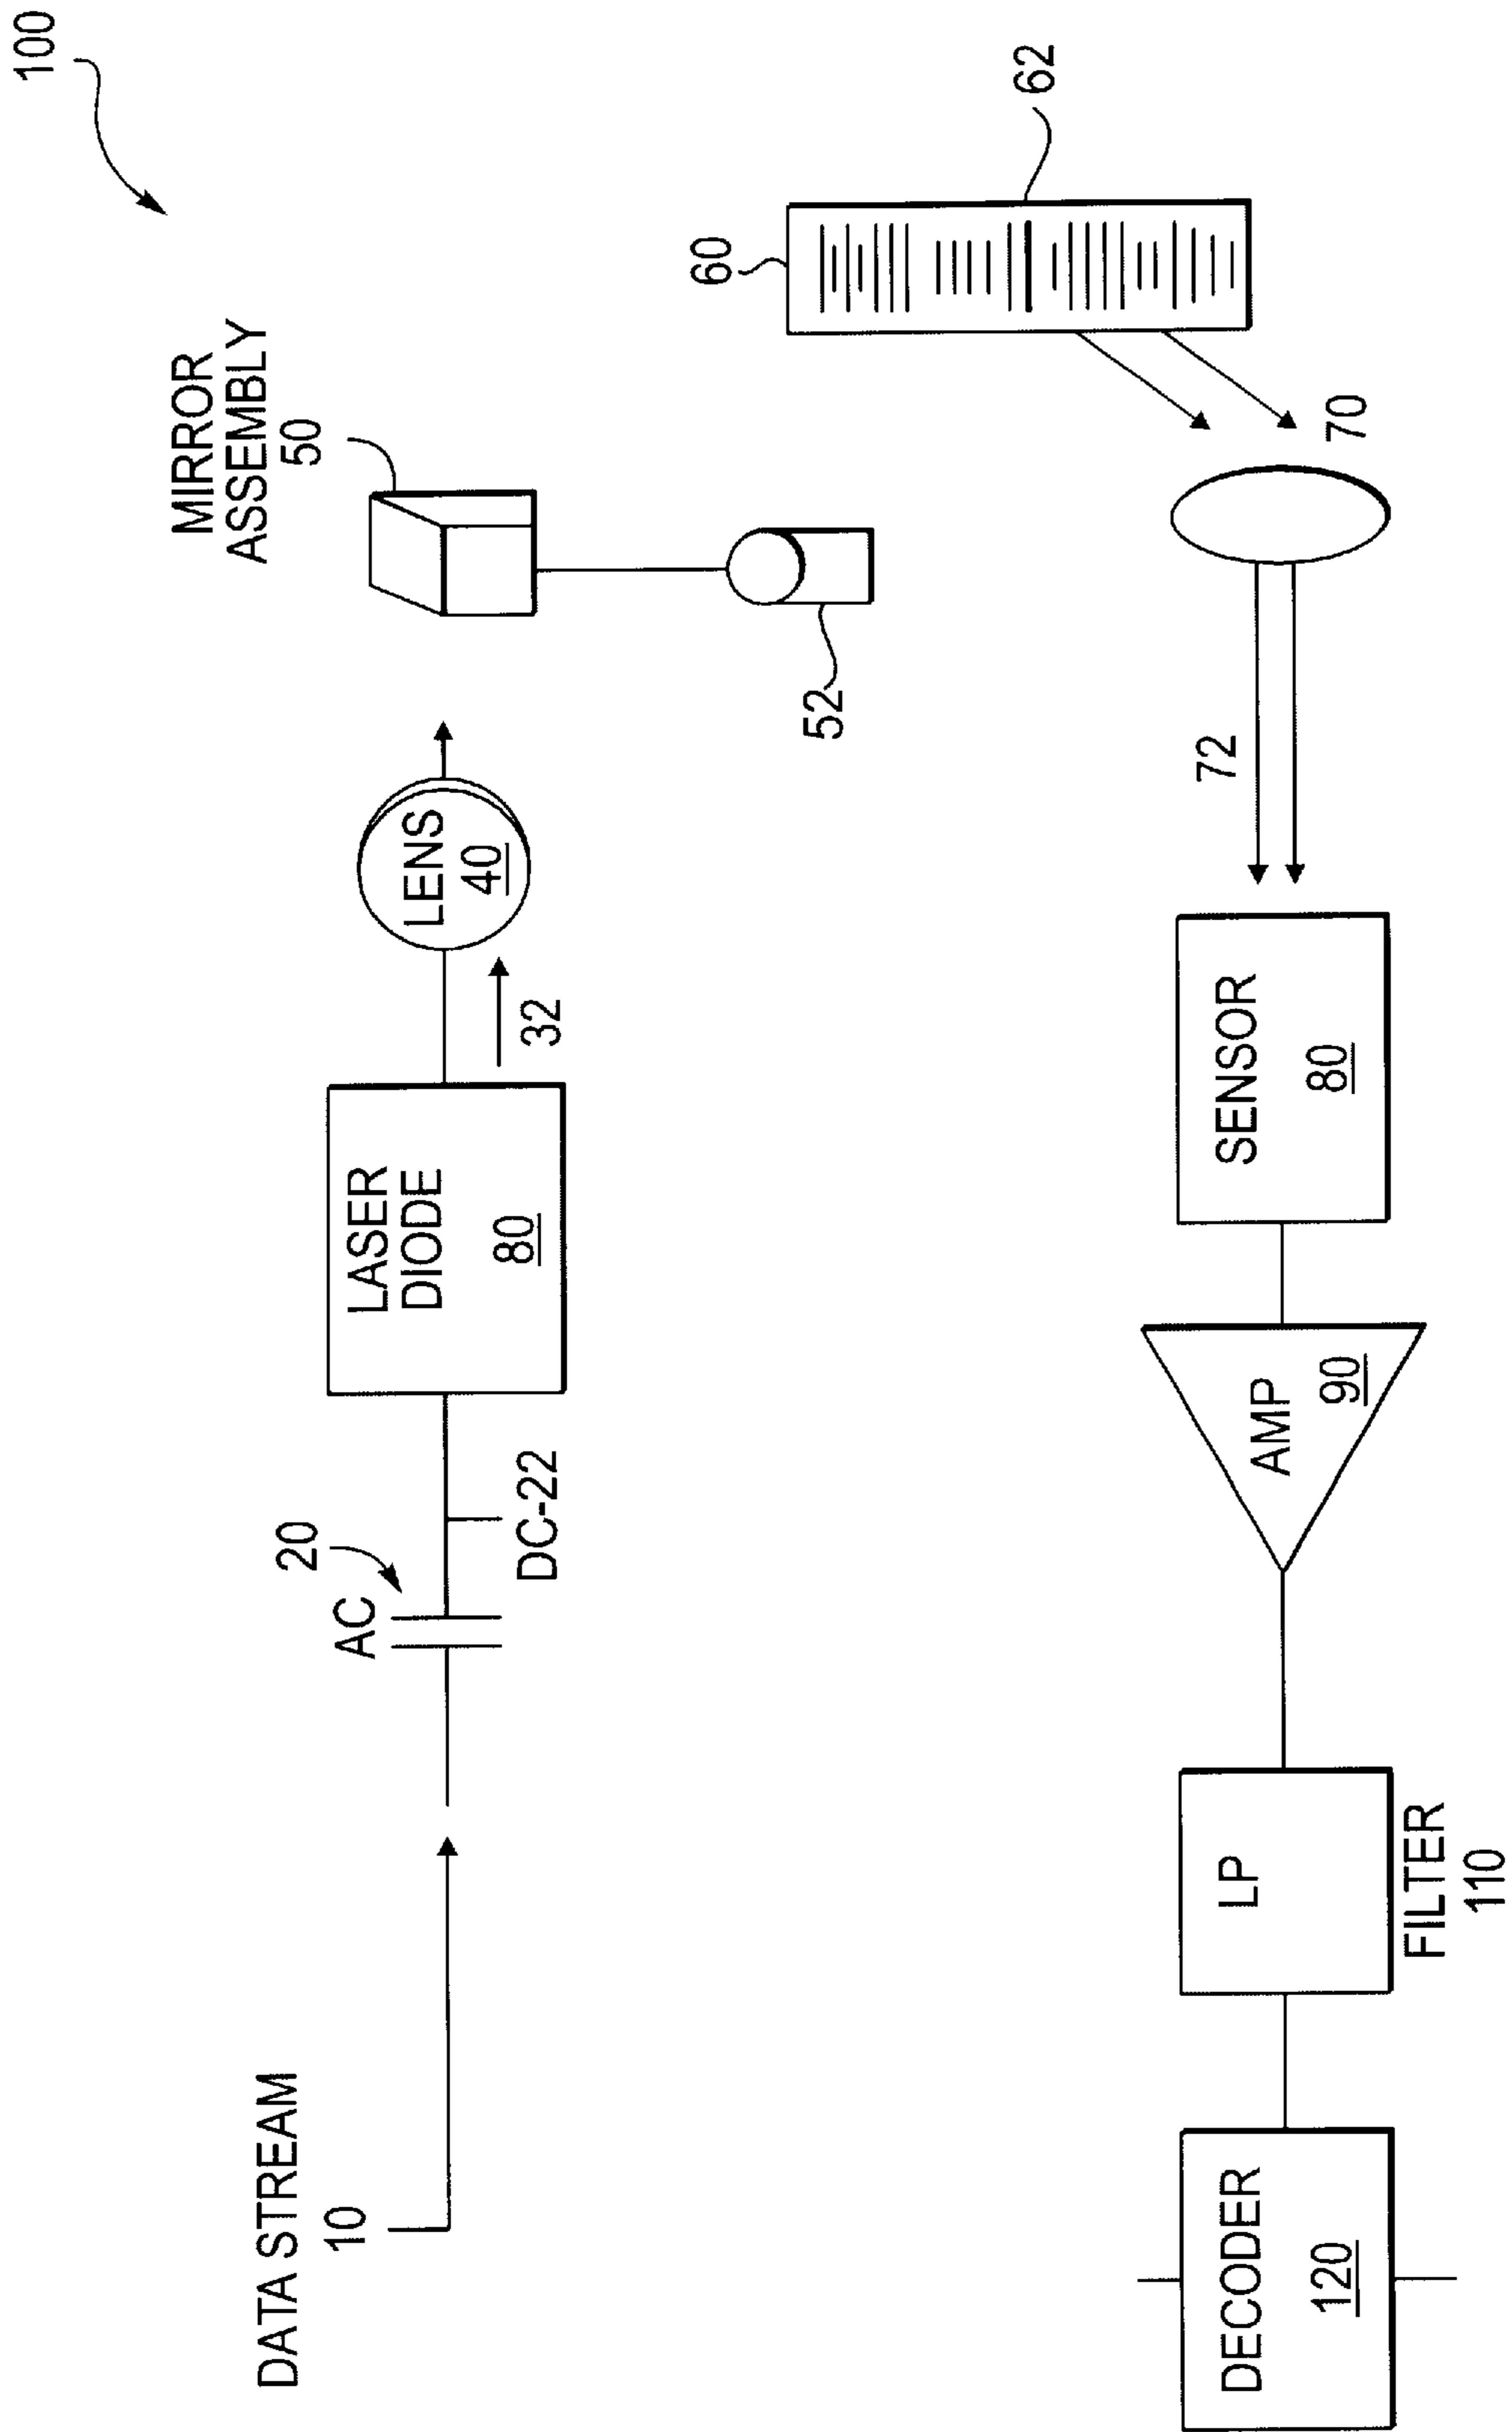 100
MIRROR
ASSEMBLY
50
DATA STREAM
10
AC
20
DC-22
LASER
DIODE
80
32
LENS
40
52
60
62
DECODER
120
LP
FILTER
110
AMP
90
SENSOR
80
72
70